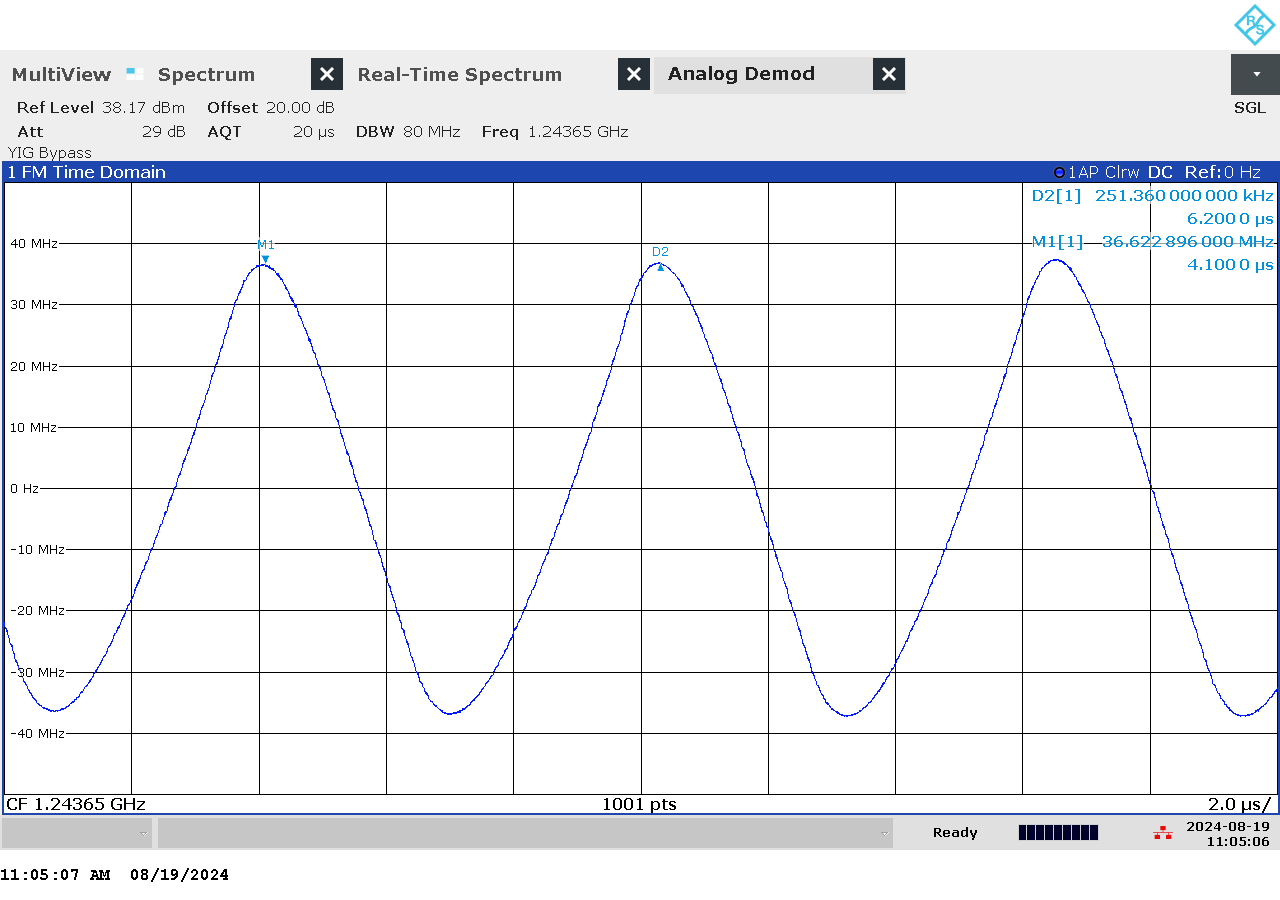 R&S
MultiView Spectrum Real-Time Spectrum Analog Demod
Ref Level 38.17 dBm Offset 20.00 dB SGL
Att 29 dB AQT 20 µs DBW 80 MHz Freq 1.24365 GHz
YIG Bypass
1 FM Time Domain 1AP Clrw DC Ref:0 Hz
D2[1] 251.360 000 000 kHz
6.200 0 µs
M1[1] 36.622 896 000 MHz
4.100 0 µs
40 MHz
M1
D2
30 MHz
20 MHz
10 MHz
0 Hz
-10 MHz
-20 MHz
-30 MHz
-40 MHz
CF 1.24365 GHz 1001 pts 2.0 µs/
Ready 2024-08-19
11:05:06
11:05:07 AM 08/19/2024